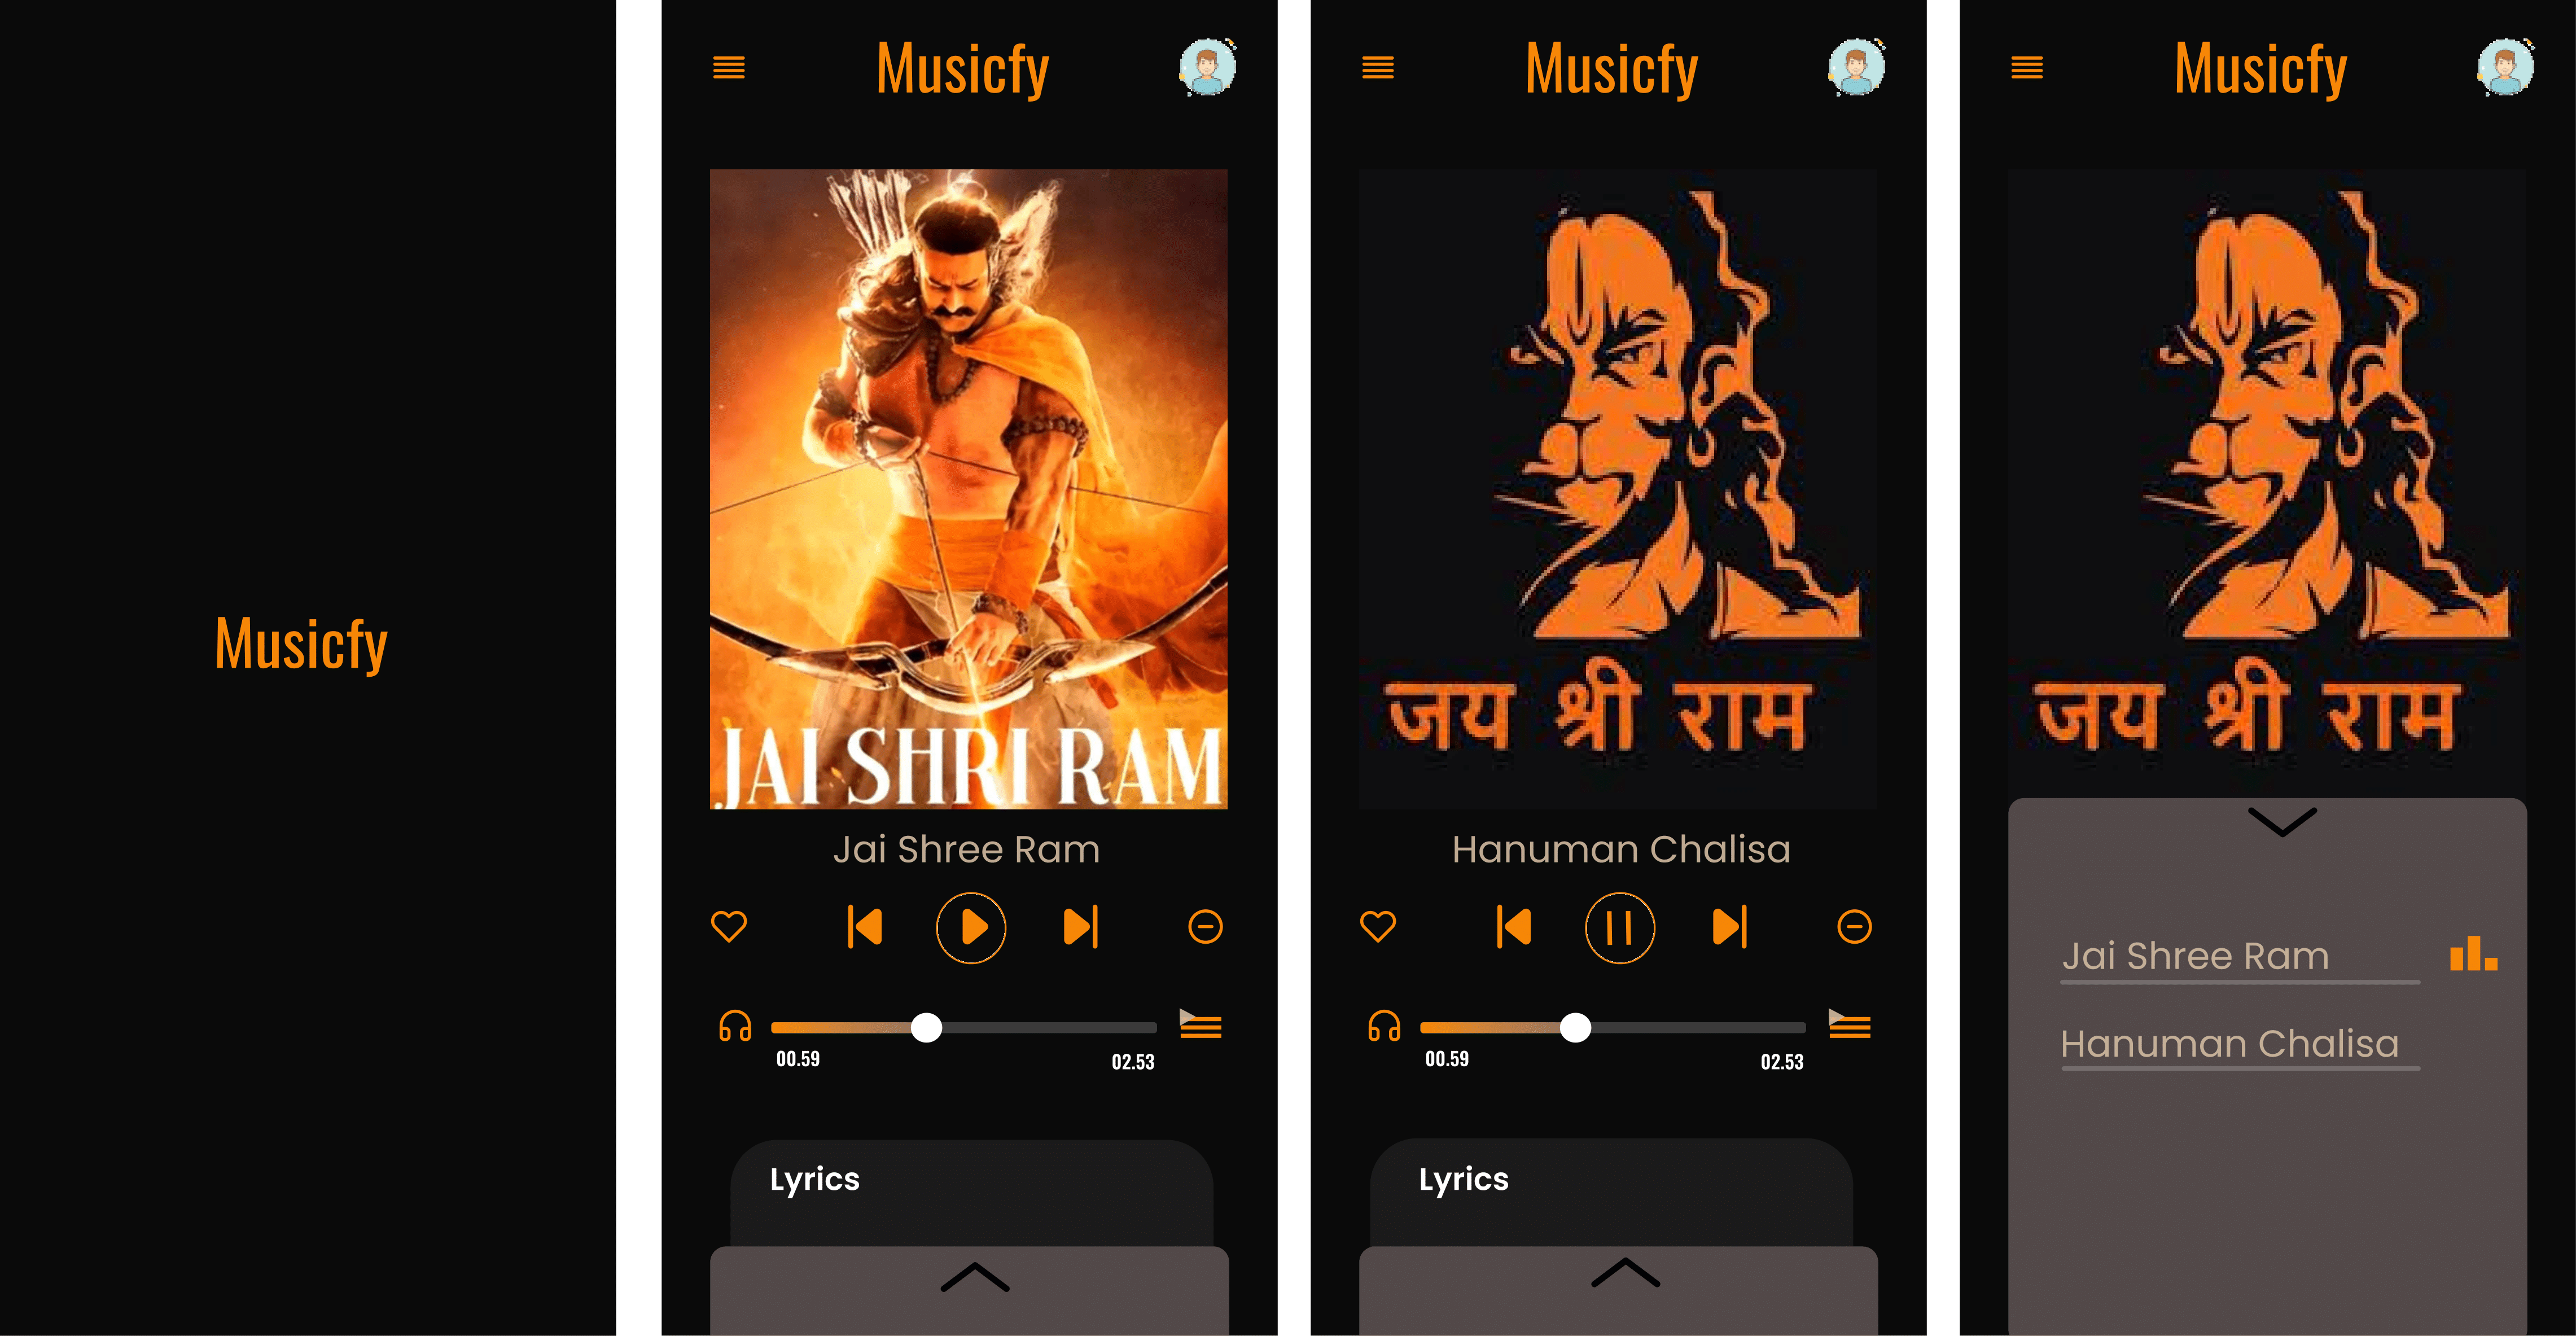 Musicfy
Musicfy
JAI SHRI RAM
Jai Shree Ram
00.59
02.53
Lyrics
Musicfy
जय श्री राम
Hanuman Chalisa
00.59
02.53
Lyrics
Musicfy
जय श्री राम
Jai Shree Ram
Hanuman Chalisa